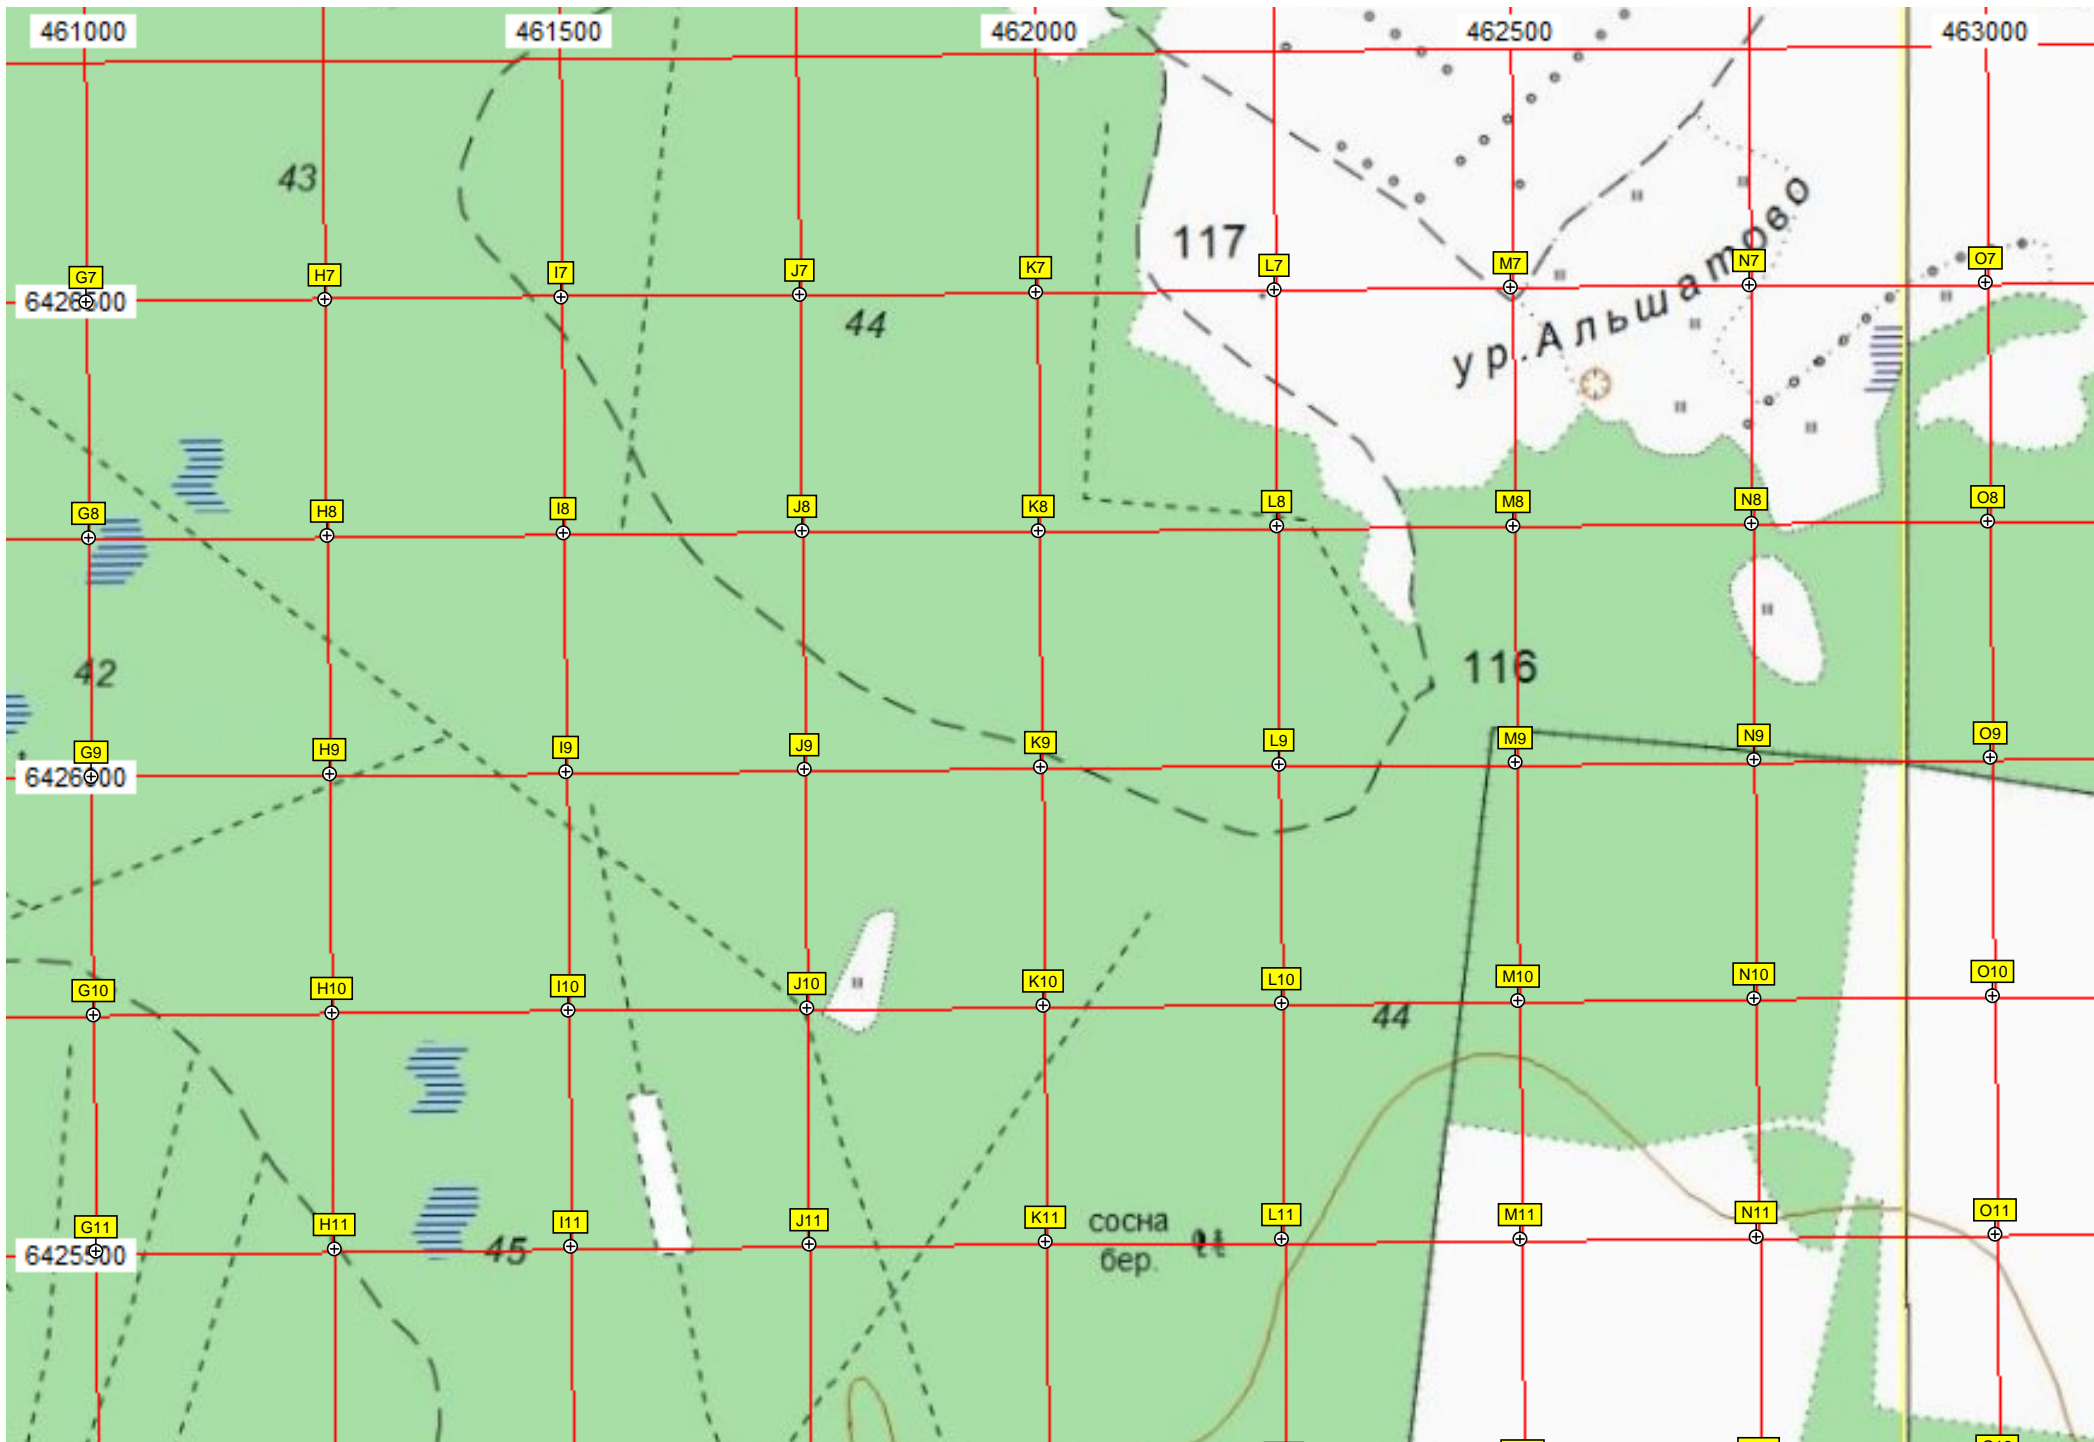 461000 461500 462000 462500 463000
43
117
ур.Альшатово
G7 H7 I7 J7 K7 L7 M7 N7 O7
6426500
44
G8 H8 I8 J8 K8 L8 M8 N8 O8
42
116
G9 H9 I9 J9 K9 L9 M9 N9 O9
6426000
G10 H10 I10 J10 K10 L10 M10 N10 O10
44
G11 H11 I11 J11 K11 L11 M11 N11 O11
6425500
45
сосна
бер.